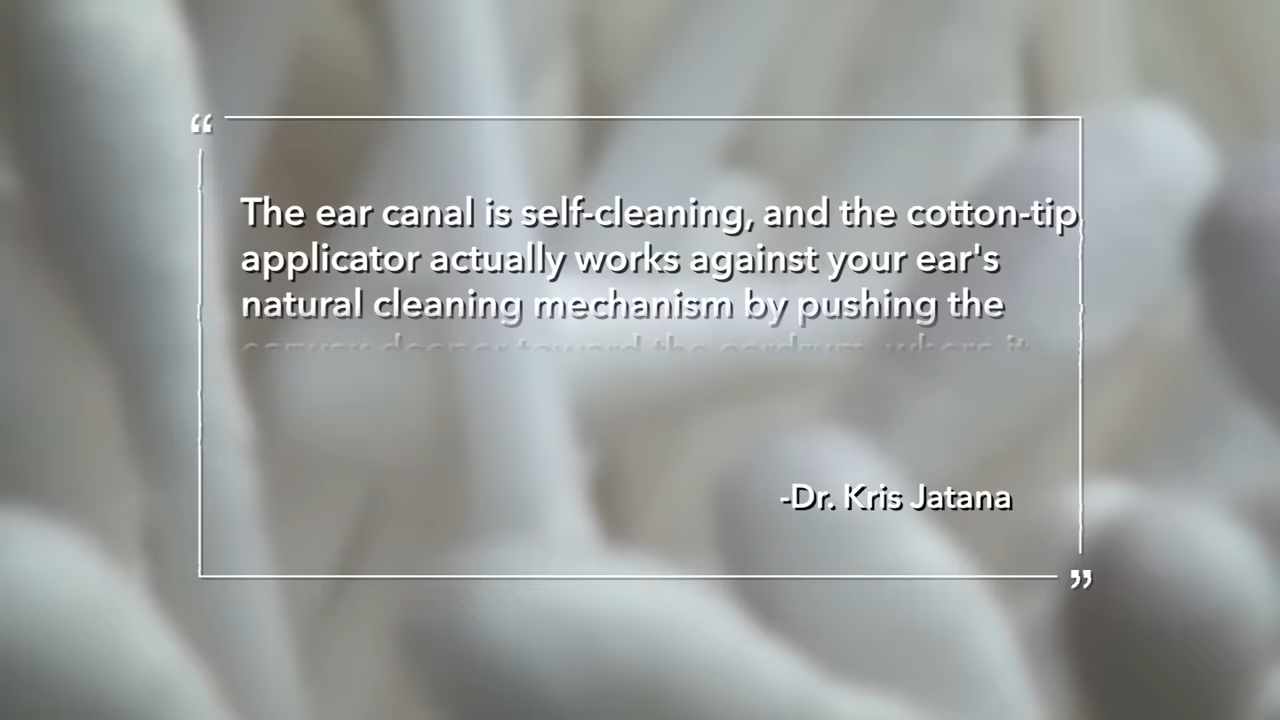 “
The ear canal is self-cleaning, and the cotton-tip
applicator actually works against your ear's
natural cleaning mechanism by pushing the
-Dr. Kris Jatana
”